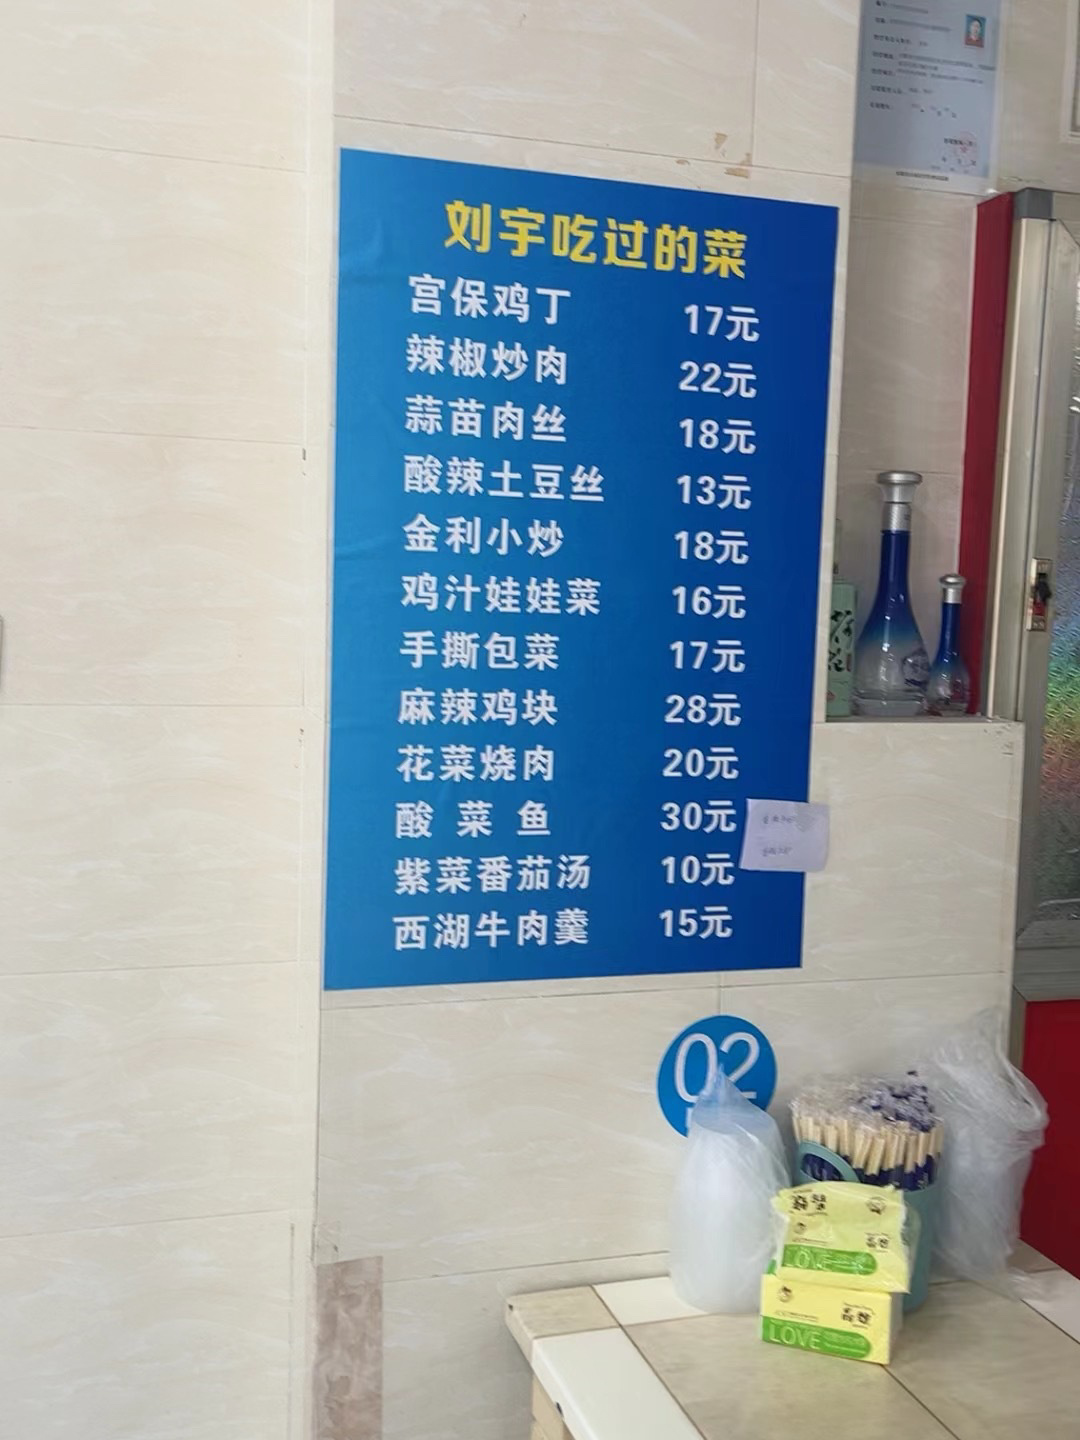 刘宇吃过的菜
宫保鸡丁 17元
辣椒炒肉 22元
蒜苗肉丝 18元
酸辣土豆丝 13元
金利小炒 18元
鸡汁娃娃菜 16元
手撕包菜 17元
麻辣鸡块 28元
花菜烧肉 20元
酸菜鱼 30元
紫菜番茄汤 10元
西湖牛肉羹 15元
02
LOVE
LOVE